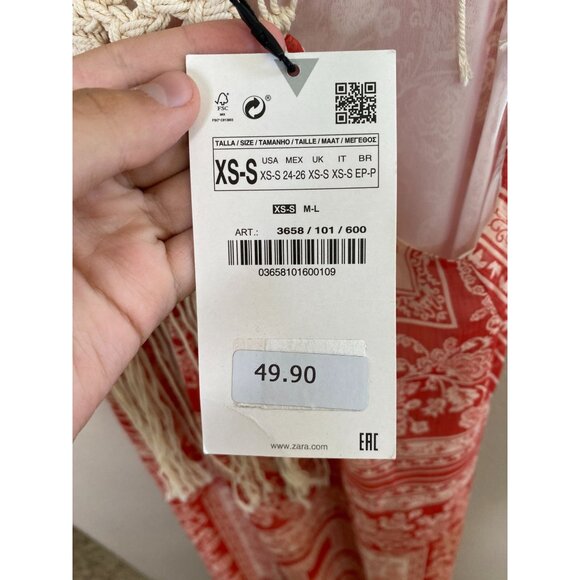 FSC
MIX
®
TALLA / SIZE / TAMANHO / TAILLE / MAAT / ΜΕΓΕΘΟΣ
XS-S
USA MEX UK IT BR
XS-S 24-26 XS-S XS-S EP-P
XS-S M-L
ART.: 3658 / 101 / 600
03658101600109
49.90
www.zara.com
EAC